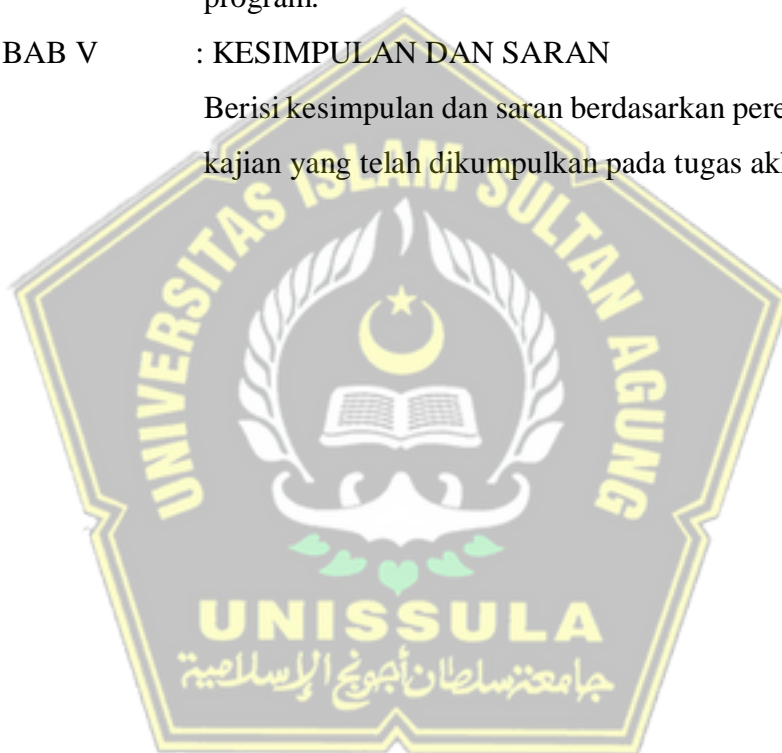 program.
BAB V : KESIMPULAN DAN SARAN
Berisi kesimpulan dan saran berdasarkan pere
kajian yang telah dikumpulkan pada tugas ak
UNIVERSITAS ISLAM SULTAN AGUNG
UNISSULA
جامعة سلطان أجونج الإسلامية